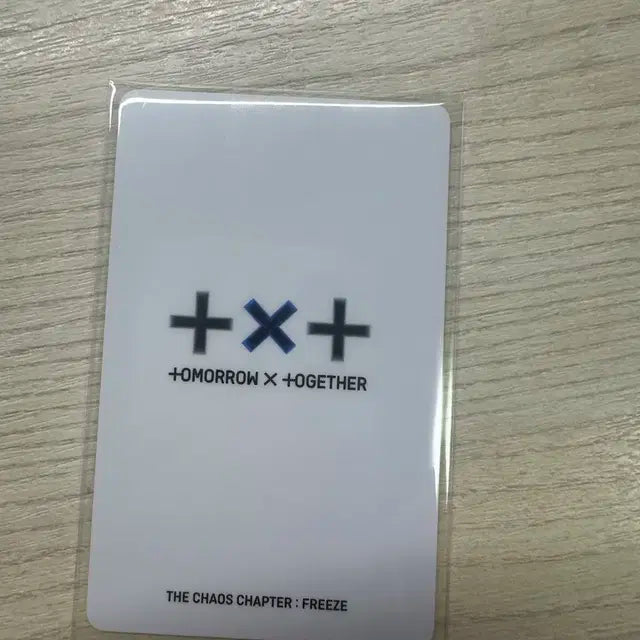 +×+
+OMORROW × +OGETHER
THE CHAOS CHAPTER : FREEZE